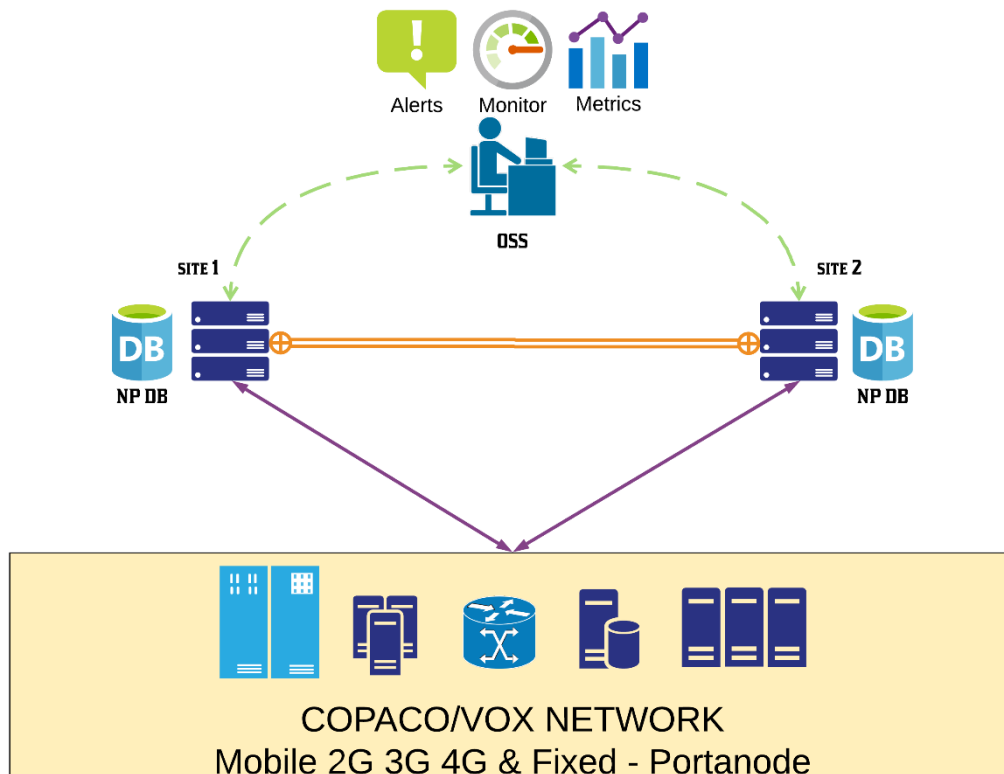 !
Alerts Monitor Metrics
OSS
SITE 1
SITE 2
DB
NP DB
DB
NP DB
COPACO/VOX NETWORK
Mobile 2G 3G 4G & Fixed - Portanode